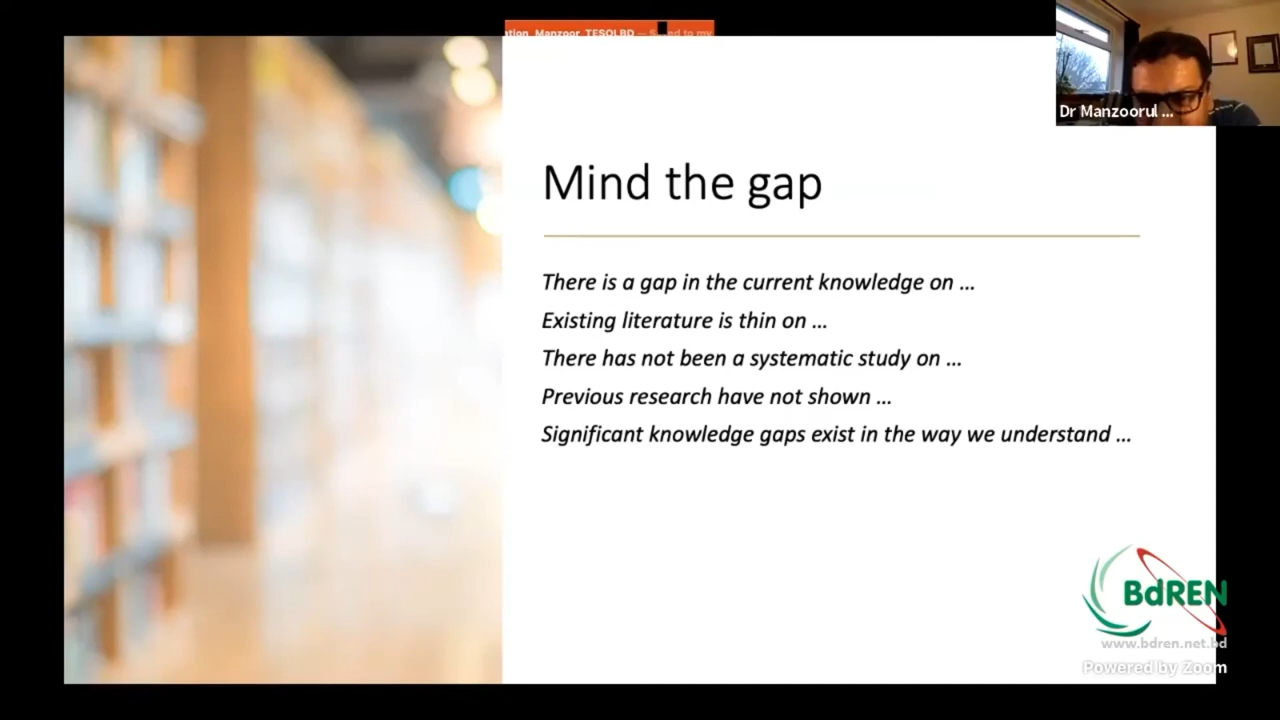 Manzoor_TESOLBD
Dr Manzoorul ...
Mind the gap
There is a gap in the current knowledge on ...
Existing literature is thin on ...
There has not been a systematic study on ...
Previous research have not shown ...
Significant knowledge gaps exist in the way we understand ...
BdREN
www.bdren.net.bd
Powered by Zoom